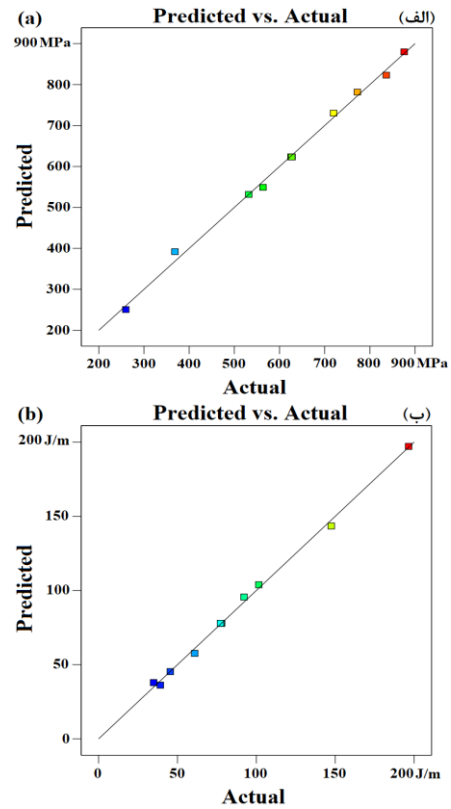 (a) Predicted vs. Actual (الف)
900 MPa
800
700
600
500
400
300
200
Predicted
200 300 400 500 600 700 800 900 MPa
Actual
(b) Predicted vs. Actual (ب)
200 J/m
150
100
50
0
Predicted
0 50 100 150 200 J/m
Actual